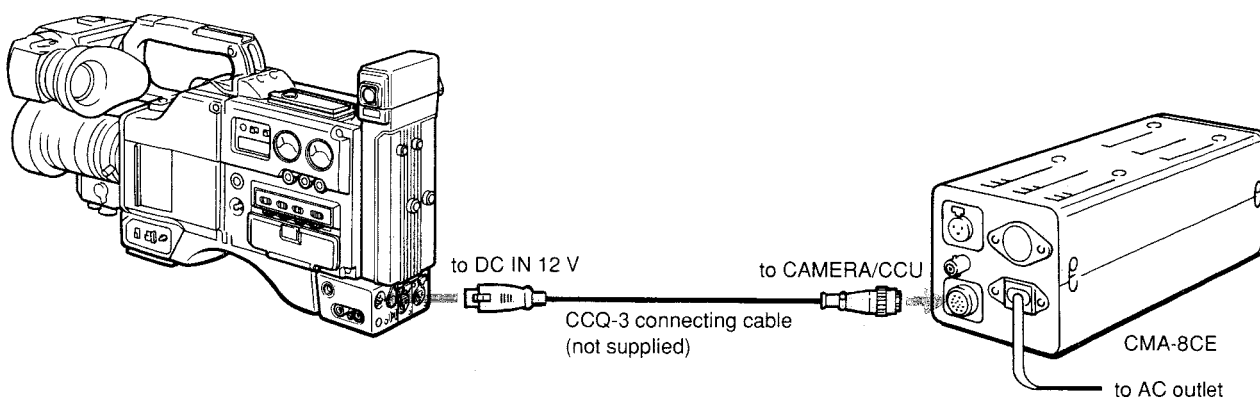 to DC IN 12 V
to CAMERA/CCU
CCQ-3 connecting cable
(not supplied)
CMA-8CE
to AC outlet